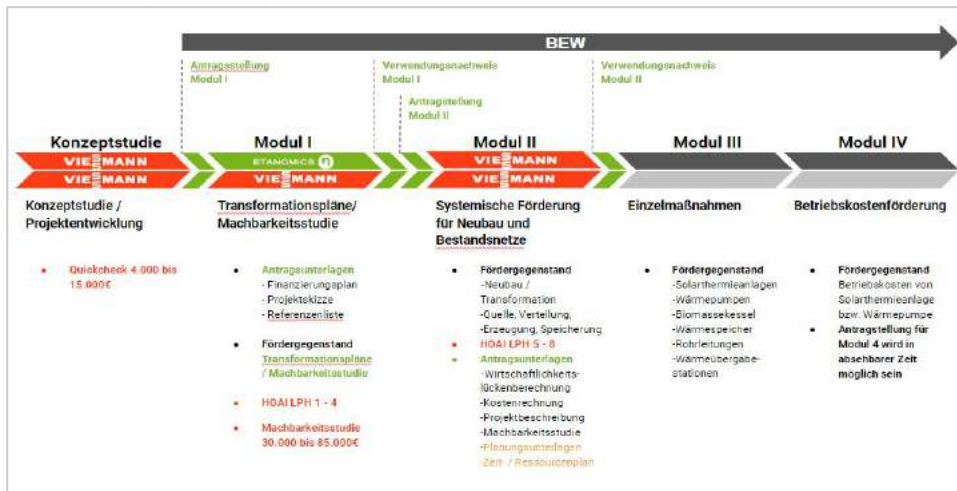 BEW
Antragsstellung
Modul I
Verwendungsnachweis
Modul I
Antragstellung
Modul II
Verwendungsnachweis
Modul II
Konzeptstudie
Modul I
Modul II
Modul III
Modul IV
VIESMANN
VIESMANN
ETANOMICS
VIESMANN
VIESMANN
VIESMANN
Konzeptstudie /
Projektentwicklung
• Quickcheck 4.000 bis
15.000€
Transformationspläne/
Machbarkeitsstudie
• Antragsunterlagen
- Finanzierungsplan
- Projektskizze
- Referenzenliste
• Fördergegenstand
Transformationspläne
/ Machbarkeitsstudie
• HOAI LPH 1 - 4
• Machbarkeitsstudie
30.000 bis 85.000€
Systemische Förderung
für Neubau und
Bestandsnetze
• Fördergegenstand
-Neubau /
Transformation
-Quelle, Verteilung,
-Erzeugung, Speicherung
• HOAI LPH 5 - 8
• Antragsunterlagen
-Wirtschaftlichkeits-
lückenberechnung
-Kostenrechnung
-Projektbeschreibung
-Machbarkeitsstudie
-Planungsunterlagen
-Zeit- / Ressourcenplan
Einzelmaßnahmen
• Fördergegenstand
-Solarthermieanlagen
-Wärmepumpen
-Biomassekessel
-Wärmespeicher
-Rohrleitungen
-Wärmeübergabe-
stationen
Betriebskostenförderung
• Fördergegenstand
Betriebskosten von
Solarthermieanlage
bzw. Wärmepumpe
• Antragstellung für
Modul 4 wird in
absehbarer Zeit
möglich sein